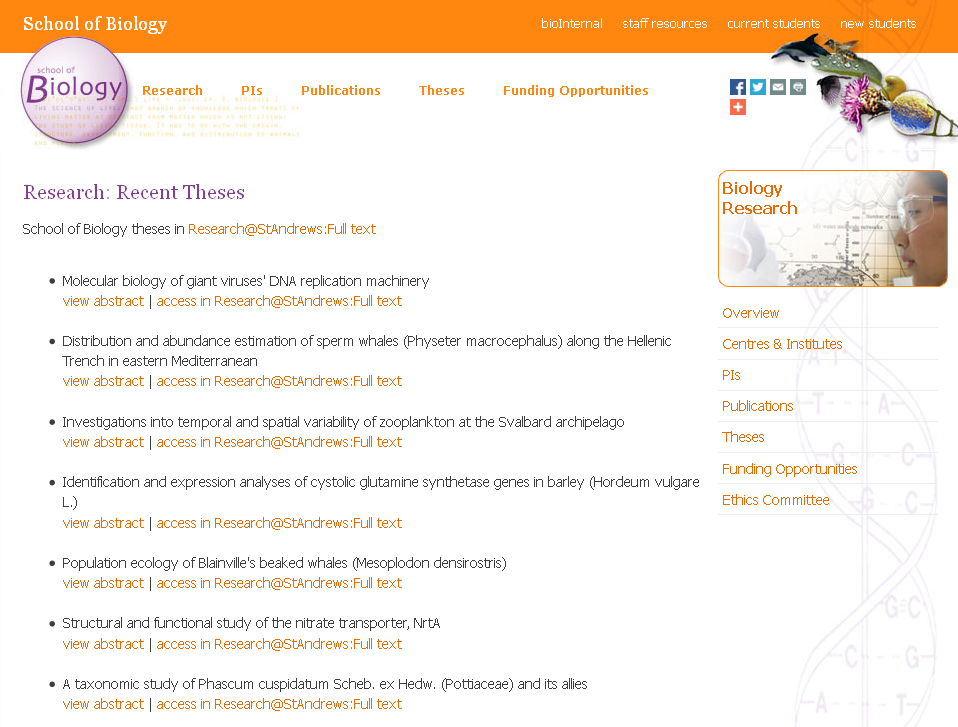 School of Biology
bioInternal staff resources current students new students
school of
Biology
Research PIs Publications Theses Funding Opportunities
Research: Recent Theses
School of Biology theses in Research@StAndrews:Full text
Molecular biology of giant viruses' DNA replication machinery
view abstract | access in Research@StAndrews:Full text
Distribution and abundance estimation of sperm whales (Physeter macrocephalus) along the Hellenic
Trench in eastern Mediterranean
view abstract | access in Research@StAndrews:Full text
Investigations into temporal and spatial variability of zooplankton at the Svalbard archipelago
view abstract | access in Research@StAndrews:Full text
Identification and expression analyses of cystolic glutamine synthetase genes in barley (Hordeum vulgare
L.)
view abstract | access in Research@StAndrews:Full text
Population ecology of Blainville's beaked whales (Mesoplodon densirostris)
view abstract | access in Research@StAndrews:Full text
Structural and functional study of the nitrate transporter, NrtA
view abstract | access in Research@StAndrews:Full text
A taxonomic study of Phascum cuspidatum Scheb. ex Hedw. (Pottiaceae) and its allies
view abstract | access in Research@StAndrews:Full text
Biology
Research
Overview
Centres & Institutes
PIs
Publications
Theses
Funding Opportunities
Ethics Committee